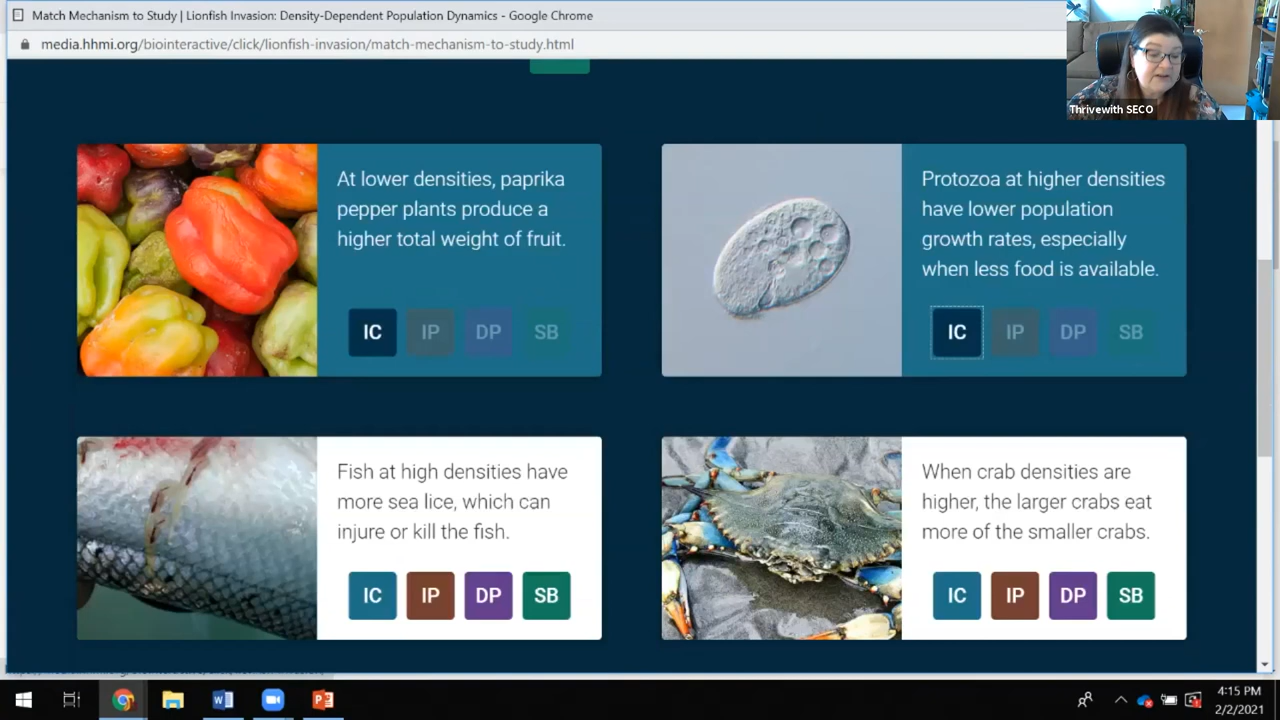 Match Mechanism to Study | Lionfish Invasion: Density-Dependent Population Dynamics - Google Chrome
media.hhmi.org/biointeractive/click/lionfish-invasion/match-mechanism-to-study.html
Thrivewith SECO
At lower densities, paprika
pepper plants produce a
higher total weight of fruit.
IC IP DP SB
Protozoa at higher densities
have lower population
growth rates, especially
when less food is available.
IC IP DP SB
Fish at high densities have
more sea lice, which can
injure or kill the fish.
IC IP DP SB
When crab densities are
higher, the larger crabs eat
more of the smaller crabs.
IC IP DP SB
4:15 PM
2/2/2021